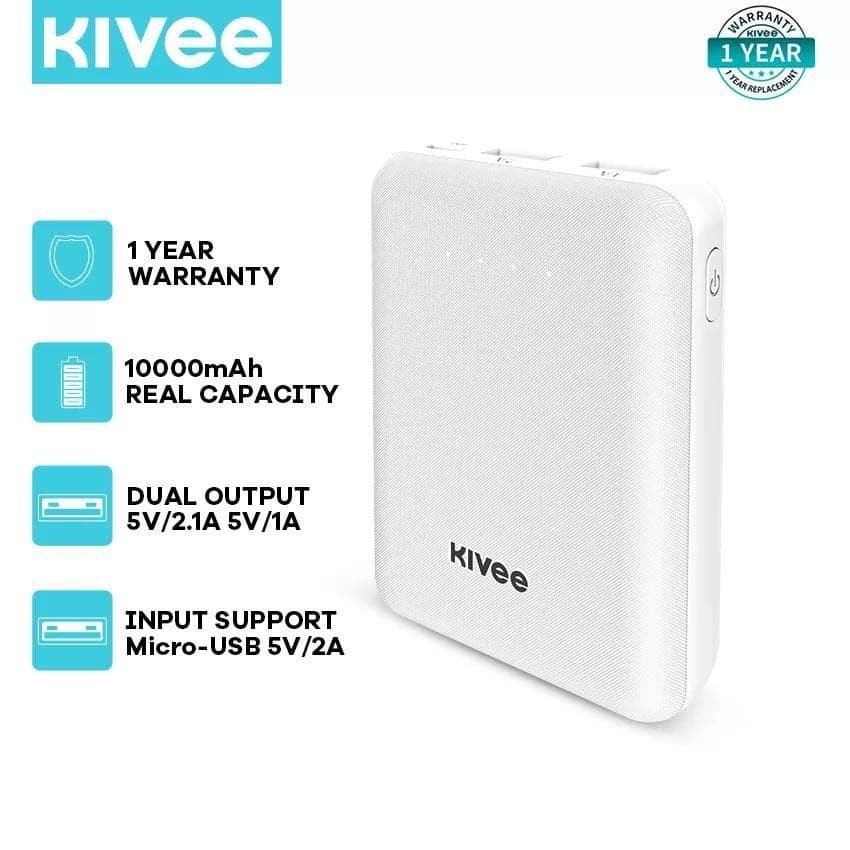 KIVee
WARRANTY
KIVee
1 YEAR
1 YEAR REPLACEMENT
1 YEAR
WARRANTY
10000mAh
REAL CAPACITY
DUAL OUTPUT
5V/2.1A 5V/1A
INPUT SUPPORT
Micro-USB 5V/2A
KIVee